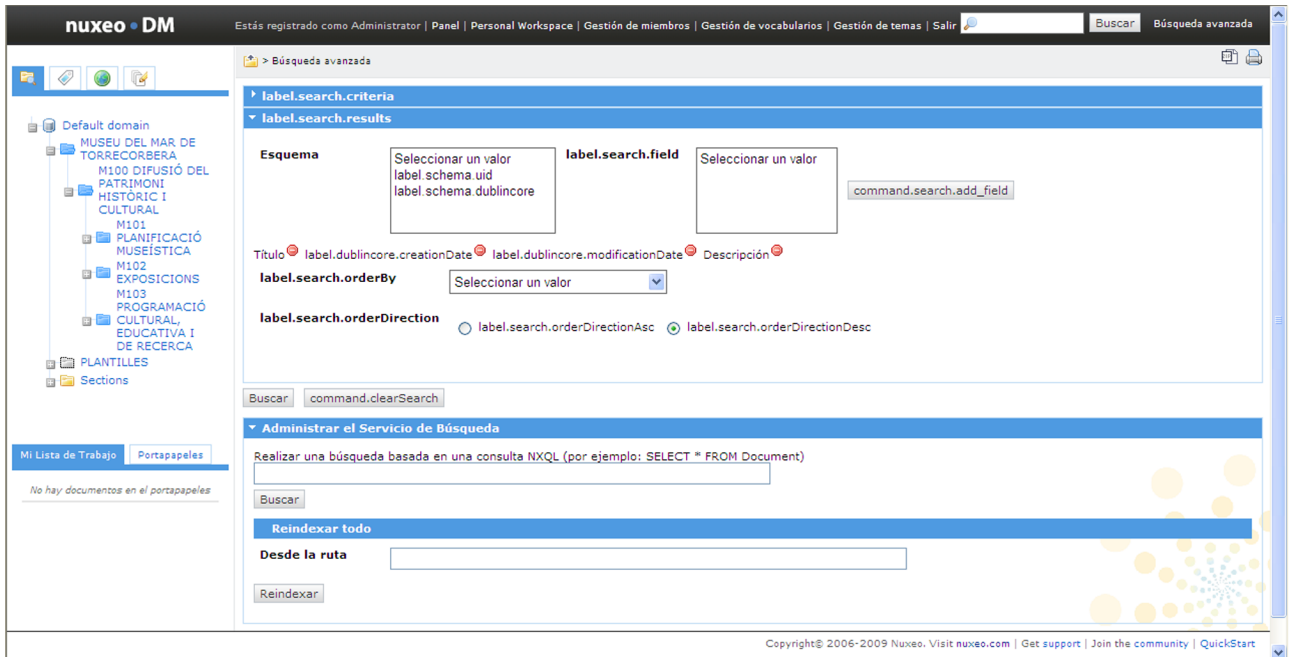 nuxeo DM
Estás registrado como Administrator | Panel | Personal Workspace | Gestión de miembros | Gestión de vocabularios | Gestión de temas | Salir
Buscar
Búsqueda avanzada
> Búsqueda avanzada
Default domain
MUSEU DEL MAR DE
TORRECORBERA
M100 DIFUSIÓ DEL
PATRIMONI
HISTÒRIC I
CULTURAL
M101
PLANIFICACIÓ
MUSEÍSTICA
M102
EXPOSICIONS
M103
PROGRAMACIÓ
CULTURAL,
EDUCATIVA I
DE RECERCA
PLANTILLES
Sections
Mi Lista de Trabajo
Portapapeles
No hay documentos en el portapapeles
label.search.criteria
label.search.results
Esquema
Seleccionar un valor
label.schema.uid
label.schema.dublincore
label.search.field
Seleccionar un valor
command.search.add_field
Título label.dublincore.creationDate label.dublincore.modificationDate Descripción
label.search.orderBy
Seleccionar un valor
label.search.orderDirection
label.search.orderDirectionAsc
label.search.orderDirectionDesc
Buscar
command.clearSearch
Administrar el Servicio de Búsqueda
Realizar una búsqueda basada en una consulta NXQL (por ejemplo: SELECT * FROM Document)
Buscar
Reindexar todo
Desde la ruta
Reindexar
Copyright© 2006-2009 Nuxeo. Visit nuxeo.com | Get support | Join the community | QuickStart